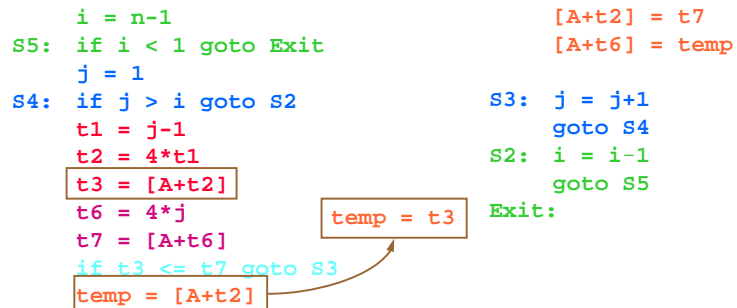 i = n-1
S5: if i < 1 goto Exit
j = 1
S4: if j > i goto S2
t1 = j-1
t2 = 4*t1
t3 = [A+t2]
t6 = 4*j
t7 = [A+t6]
if t3 <= t7 goto S3
temp = [A+t2]
temp = t3
[A+t2] = t7
[A+t6] = temp
S3: j = j+1
goto S4
S2: i = i-1
goto S5
Exit: